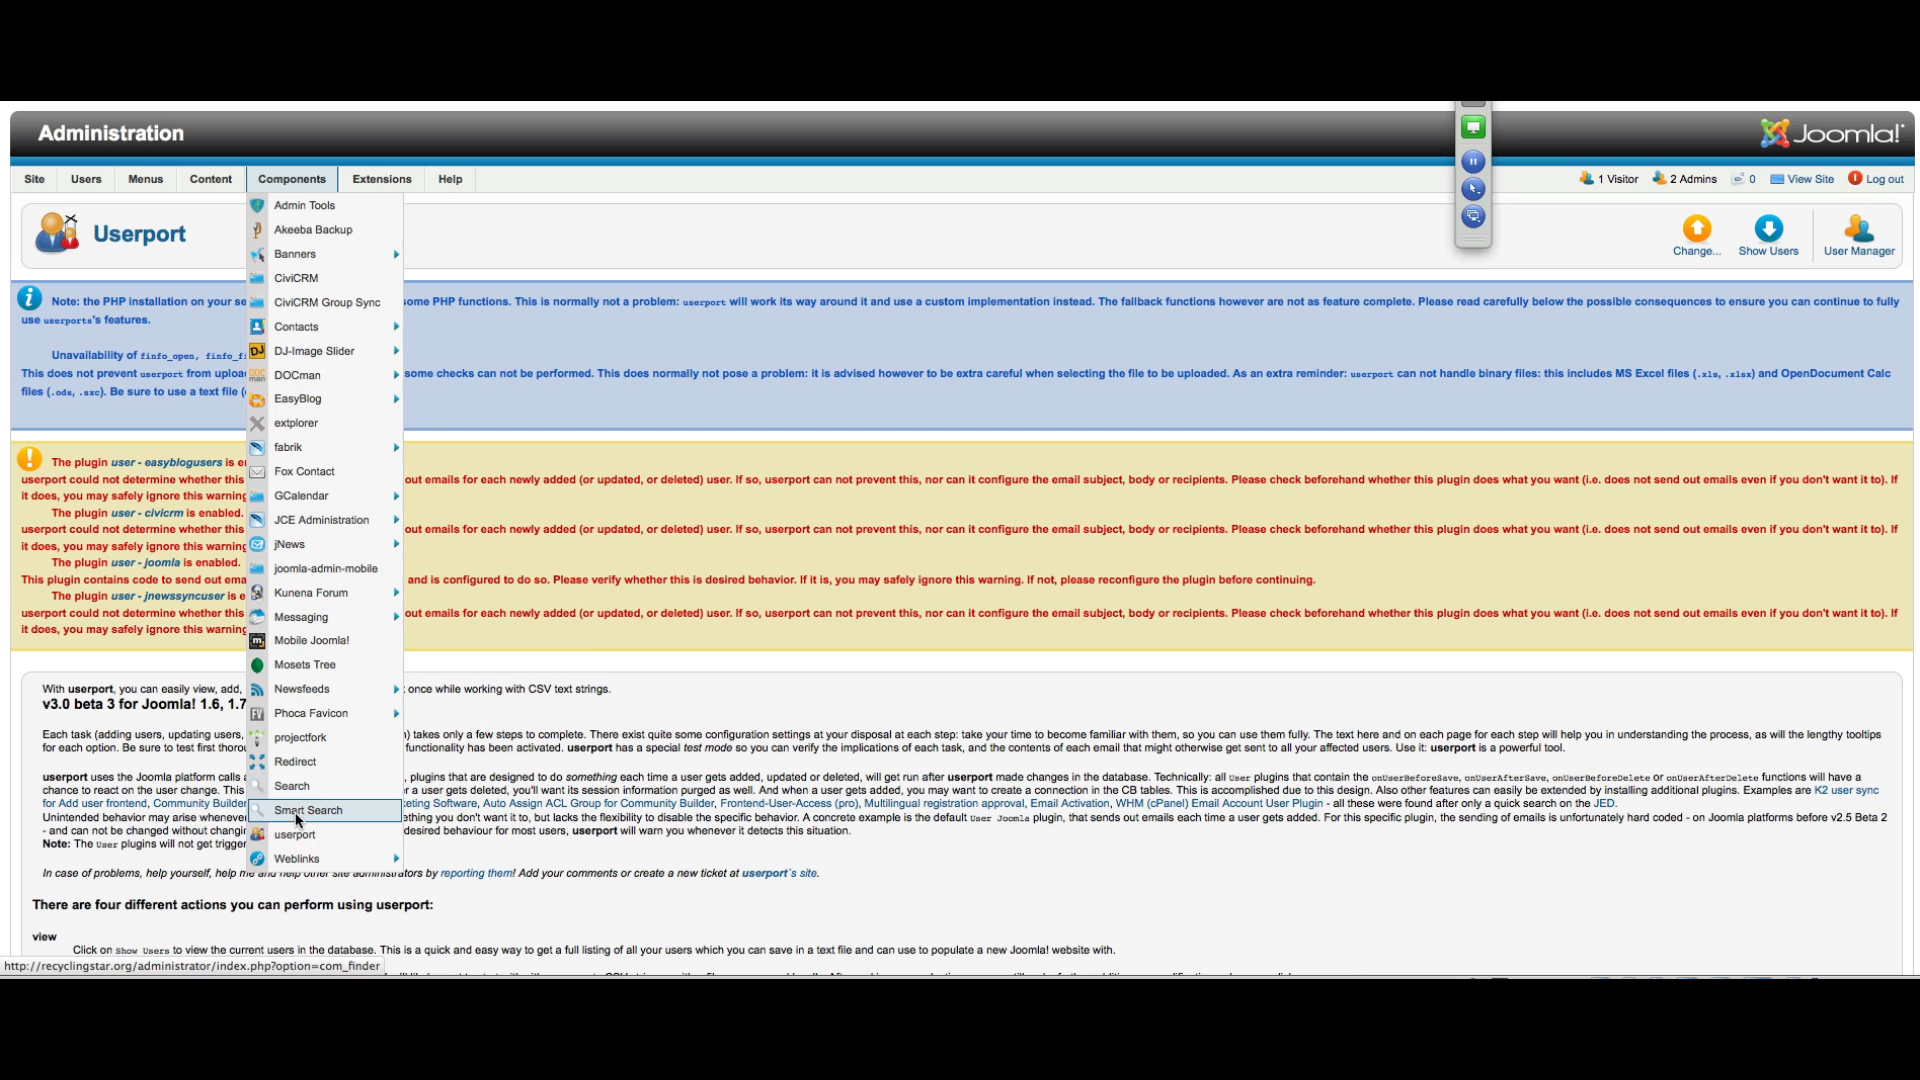 Administration
Joomla!
Site Users Menus Content Components Extensions Help
1 Visitor 2 Admins 0 View Site Log out
Userport
Change... Show Users User Manager
Admin Tools
Akeeba Backup
Banners
CiviCRM
CiviCRM Group Sync
Contacts
DJ-Image Slider
DOCman
EasyBlog
extplorer
fabrik
Fox Contact
GCalendar
JCE Administration
jNews
joomla-admin-mobile
Kunena Forum
Messaging
Mobile Joomla!
Mosets Tree
Newsfeeds
Phoca Favicon
projectfork
Redirect
Search
Smart Search
userport
Weblinks
Note: the PHP installation on your se some PHP functions. This is normally not a problem: userport will work its way around it and use a custom implementation instead. The fallback functions however are not as feature complete. Please read carefully below the possible consequences to ensure you can continue to fully
use userports's features.
Unavailability of finfo_open, finfo_f
This does not prevent userport from uploa some checks can not be performed. This does normally not pose a problem: it is advised however to be extra careful when selecting the file to be uploaded. As an extra reminder: userport can not handle binary files: this includes MS Excel files (.xls, .xlsx) and OpenDocument Calc
files (.ods, .sxc). Be sure to use a text file (
The plugin user - easyblogusers is e
userport could not determine whether this out emails for each newly added (or updated, or deleted) user. If so, userport can not prevent this, nor can it configure the email subject, body or recipients. Please check beforehand whether this plugin does what you want (i.e. does not send out emails even if you don't want it to). If
it does, you may safely ignore this warning
The plugin user - civicrm is enabled.
userport could not determine whether this out emails for each newly added (or updated, or deleted) user. If so, userport can not prevent this, nor can it configure the email subject, body or recipients. Please check beforehand whether this plugin does what you want (i.e. does not send out emails even if you don't want it to). If
it does, you may safely ignore this warning
The plugin user - joomla is enabled.
This plugin contains code to send out ema and is configured to do so. Please verify whether this is desired behavior. If it is, you may safely ignore this warning. If not, please reconfigure the plugin before continuing.
The plugin user - jnewssyncuser is e
userport could not determine whether this out emails for each newly added (or updated, or deleted) user. If so, userport can not prevent this, nor can it configure the email subject, body or recipients. Please check beforehand whether this plugin does what you want (i.e. does not send out emails even if you don't want it to). If
it does, you may safely ignore this warning
With userport, you can easily view, add, once while working with CSV text strings.
v3.0 beta 3 for Joomla! 1.6, 1.7
Each task (adding users, updating users, ) takes only a few steps to complete. There exist quite some configuration settings at your disposal at each step: take your time to become familiar with them, so you can use them fully. The text here and on each page for each step will help you in understanding the process, as will the lengthy tooltips
for each option. Be sure to test first thorou functionality has been activated. userport has a special test mode so you can verify the implications of each task, and the contents of each email that might otherwise get sent to all your affected users. Use it: userport is a powerful tool.
userport uses the Joomla platform calls a , plugins that are designed to do something each time a user gets added, updated or deleted, will get run after userport made changes in the database. Technically: all User plugins that contain the onUserBeforeSave, onUserAfterSave, onUserBeforeDelete or onUserAfterDelete functions will have a
chance to react on the user change. This r a user gets deleted, you'll want its session information purged as well. And when a user gets added, you may want to create a connection in the CB tables. This is accomplished due to this design. Also other features can easily be extended by installing additional plugins. Examples are K2 user sync
for Add user frontend, Community Builder keting Software, Auto Assign ACL Group for Community Builder, Frontend-User-Access (pro), Multilingual registration approval, Email Activation, WHM (cPanel) Email Account User Plugin - all these were found after only a quick search on the JED.
Unintended behavior may arise wheneve ething you don't want it to, but lacks the flexibility to disable the specific behavior. A concrete example is the default User Joomla plugin, that sends out emails each time a user gets added. For this specific plugin, the sending of emails is unfortunately hard coded - on Joomla platforms before v2.5 Beta 2
- and can not be changed without changin desired behaviour for most users, userport will warn you whenever it detects this situation.
Note: The User plugins will not get trigger
In case of problems, help yourself, help me and help other site administrators by reporting them! Add your comments or create a new ticket at userport´s site.
There are four different actions you can perform using userport:
view
Click on Show Users to view the current users in the database. This is a quick and easy way to get a full listing of all your users which you can save in a text file and can use to populate a new Joomla! website with.
http://recyclingstar.org/administrator/index.php?option=com_finder